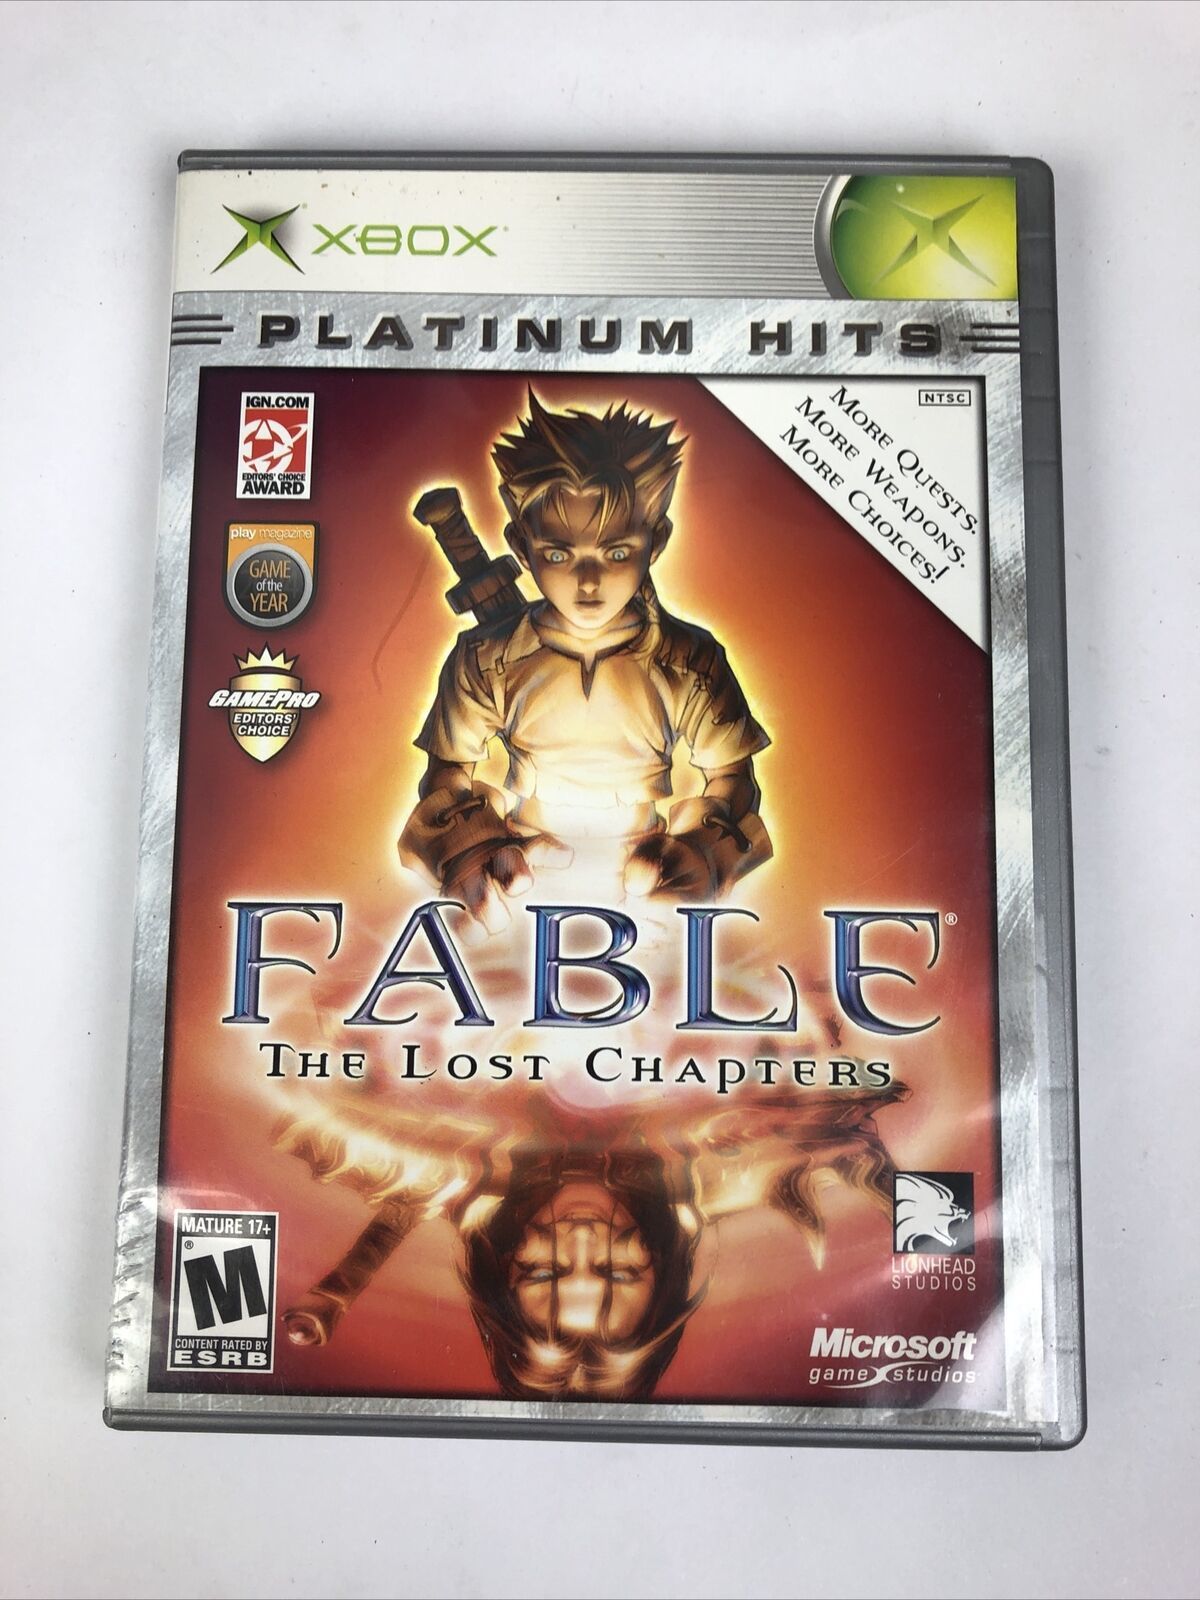 XBOX
PLATINUM HITS
NTSC
IGN.COM
EDITORS' CHOICE
AWARD
More Quests.
More Weapons.
More Choices!
play magazine
GAME
of the
YEAR
GAMEPRO
EDITORS'
CHOICE
FABLE®
The Lost Chapters
MATURE 17+
M®
CONTENT RATED BY
ESRB
LIONHEAD
STUDIOS
Microsoft
game studios